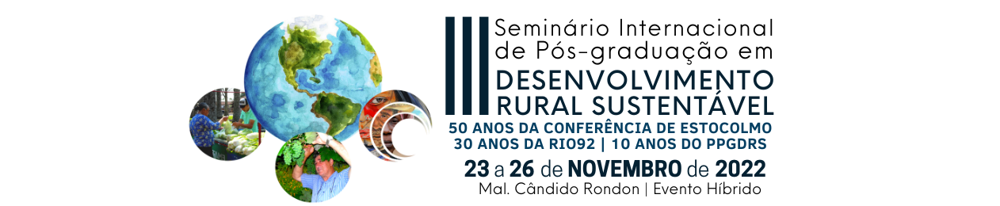 III Seminário Internacional
de Pós-graduação em
DESENVOLVIMENTO
RURAL SUSTENTÁVEL
50 ANOS DA CONFERÊNCIA DE ESTOCOLMO
30 ANOS DA RIO92 | 10 ANOS DO PPGDRS
23 a 26 de NOVEMBRO de 2022
Mal. Cândido Rondon | Evento Híbrido